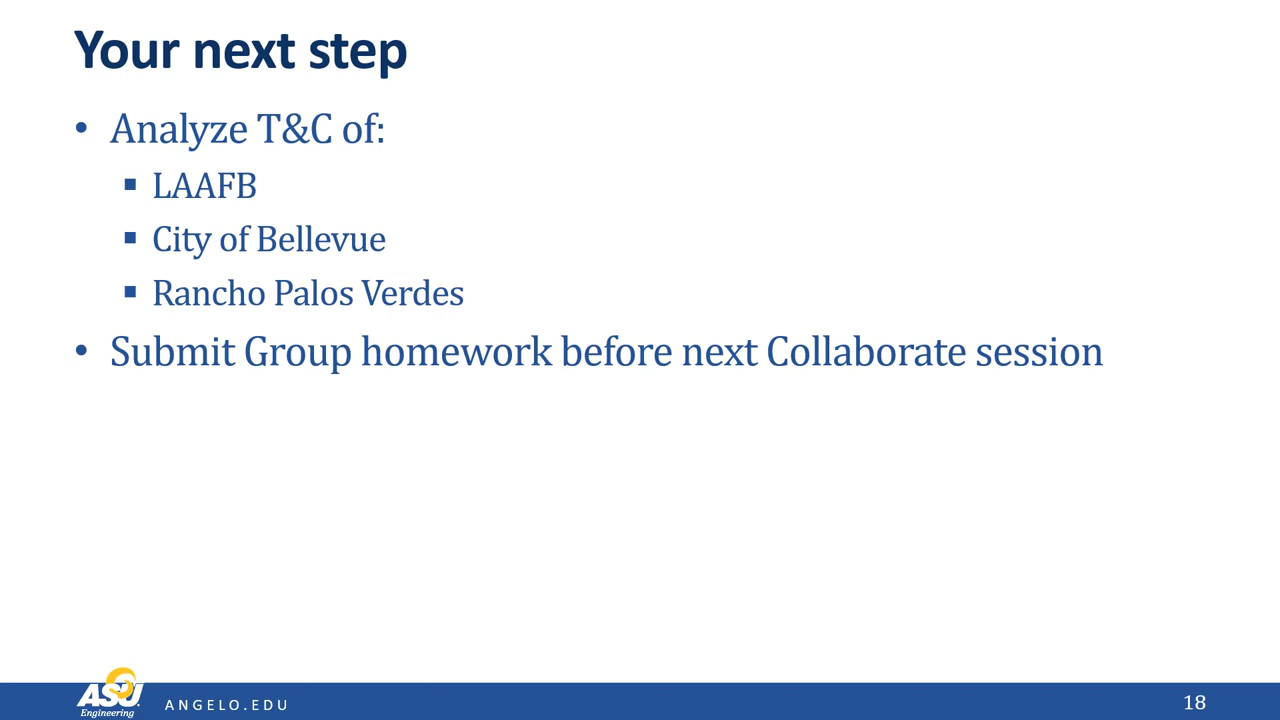 Your next step
• Analyze T&C of:
▪ LAAFB
▪ City of Bellevue
▪ Rancho Palos Verdes
• Submit Group homework before next Collaborate session
ASU
Engineering
ANGELO.EDU
18